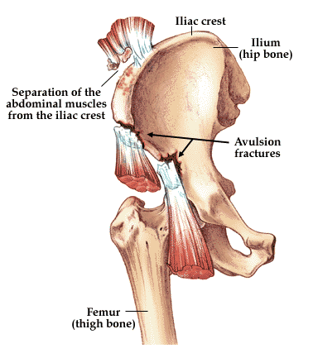 Iliac crest
Ilium
(hip bone)
Separation of the
abdominal muscles
from the iliac crest
Avulsion
fractures
Femur
(thigh bone)